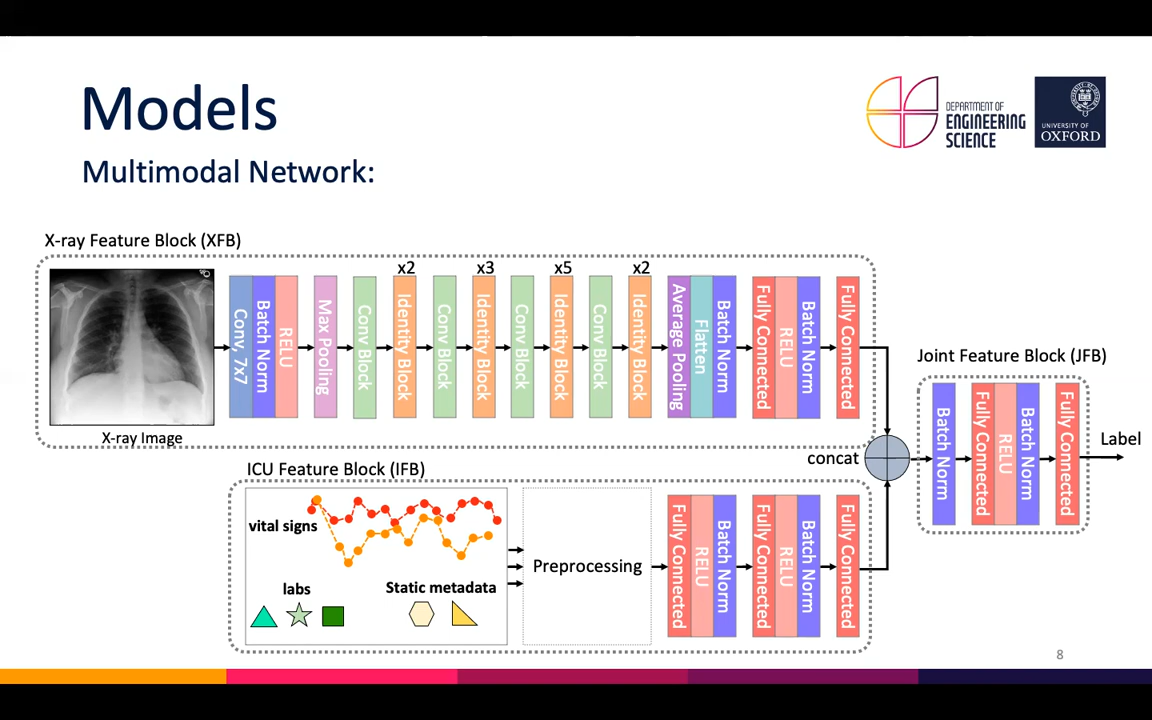 Models
Multimodal Network:
DEPARTMENT OF
ENGINEERING
SCIENCE
UNIVERSITY OF
OXFORD
X-ray Feature Block (XFB)
x2
x3
x5
x2
Conv, 7x7
Batch Norm
RELU
Max Pooling
Conv Block
Identity Block
Conv Block
Identity Block
Conv Block
Identity Block
Conv Block
Identity Block
Average Pooling
Flatten
Batch Norm
Fully Connected
RELU
Batch Norm
Fully Connected
X-ray Image
Joint Feature Block (JFB)
Batch Norm
Fully Connected
RELU
Batch Norm
Fully Connected
Label
concat
ICU Feature Block (IFB)
vital signs
labs
Static metadata
Preprocessing
Fully Connected
RELU
Batch Norm
Fully Connected
RELU
Batch Norm
Fully Connected
8